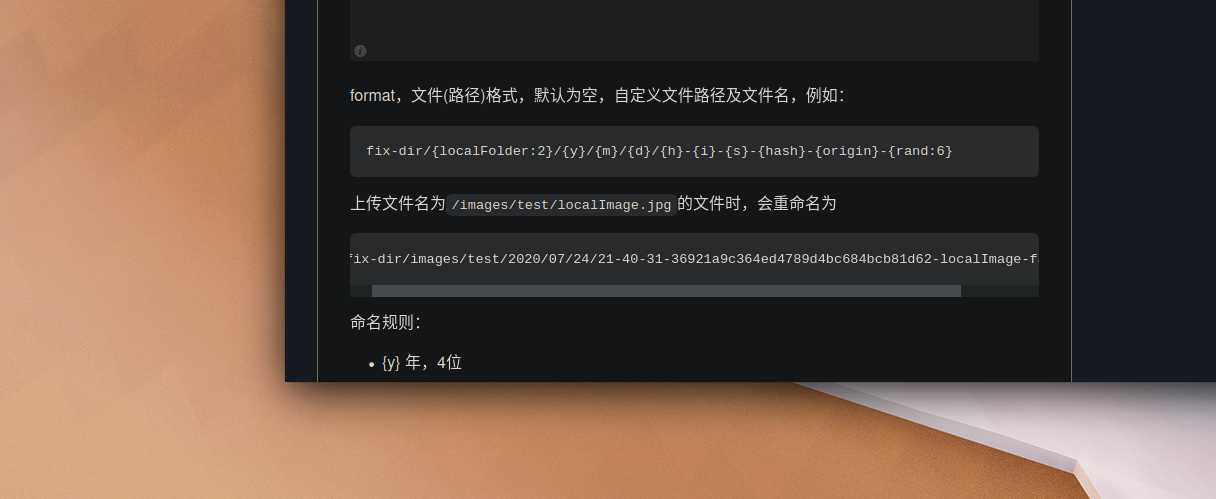 format，文件(路径)格式，默认为空，自定义文件路径及文件名，例如：
fix-dir/{localFolder:2}/{y}/{m}/{d}/{h}-{i}-{s}-{hash}-{origin}-{rand:6}
上传文件名为 /images/test/localImage.jpg 的文件时，会重命名为
fix-dir/images/test/2020/07/24/21-40-31-36921a9c364ed4789d4bc684bcb81d62-localImage-f
命名规则：
• {y} 年，4位